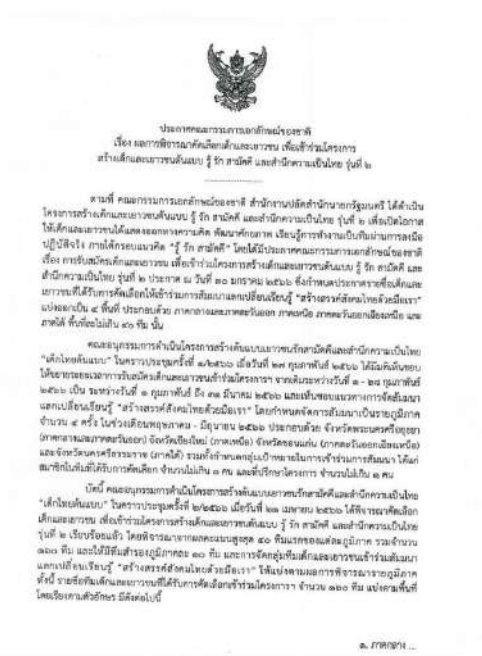 ประกาศคณะกรรมการเอกลักษณ์ของชาติ
เรื่อง ผลการพิจารณาคัดเลือกเด็กและเยาวชน เพื่อเข้าร่วมโครงการ
สร้างเด็กและเยาวชนต้นแบบ รู้ รัก สามัคคี และสำนึกความเป็นไทย รุ่นที่ ๒
ตามที่ คณะกรรมการเอกลักษณ์ของชาติ สำนักงานปลัดสำนักนายกรัฐมนตรี ได้ดำเนิน
โครงการสร้างเด็กและเยาวชนต้นแบบ รู้ รัก สามัคคี และสำนึกความเป็นไทย รุ่นที่ ๒ เพื่อเปิดโอกาส
ให้เด็กและเยาวชนได้แสดงออกทางความคิด พัฒนาศักยภาพ เรียนรู้การทำงานเป็นทีมผ่านการลงมือ
ปฏิบัติจริง ภายใต้กรอบแนวคิด "รู้ รัก สามัคคี" โดยได้มีประกาศคณะกรรมการเอกลักษณ์ของชาติ
เรื่อง การรับสมัครเด็กและเยาวชน เพื่อเข้าร่วมโครงการสร้างเด็กและเยาวชนต้นแบบ รู้ รัก สามัคคี และ
สำนึกความเป็นไทย รุ่นที่ ๒ ประกาศ ณ วันที่ ๓๐ มกราคม ๒๕๖๖ ซึ่งกำหนดประกาศรายชื่อเด็กและ
เยาวชนที่ได้รับการคัดเลือกให้เข้าร่วมการสัมมนาแลกเปลี่ยนเรียนรู้ "สร้างสรรค์สังคมไทยด้วยมือเรา"
แบ่งออกเป็น ๔ พื้นที่ ประกอบด้วย ภาคกลางและภาคตะวันออก ภาคเหนือ ภาคตะวันออกเฉียงเหนือ และ
ภาคใต้ พื้นที่ละไม่เกิน ๔๐ ทีม นั้น
คณะอนุกรรมการดำเนินโครงการสร้างต้นแบบเยาวชนรักสามัคคีและสำนึกความเป็นไทย
"เด็กไทยต้นแบบ" ในคราวประชุมครั้งที่ ๑/๒๕๖๖ เมื่อวันที่ ๒๗ กุมภาพันธ์ ๒๕๖๖ ได้มีมติเห็นชอบ
ให้ขยายระยะเวลาการรับสมัครเด็กและเยาวชนเข้าร่วมโครงการฯ จากเดิมระหว่างวันที่ ๑ - ๒๘ กุมภาพันธ์
๒๕๖๖ เป็น ระหว่างวันที่ ๑ กุมภาพันธ์ ถึง ๓๑ มีนาคม ๒๕๖๖ และเห็นชอบแนวทางการจัดสัมมนา
แลกเปลี่ยนเรียนรู้ "สร้างสรรค์สังคมไทยด้วยมือเรา" โดยกำหนดจัดการสัมมนาเป็นรายภูมิภาค
จำนวน ๔ ครั้ง ในช่วงเดือนพฤษภาคม - มิถุนายน ๒๕๖๖ ประกอบด้วย จังหวัดพระนครศรีอยุธยา
(ภาคกลางและภาคตะวันออก) จังหวัดเชียงใหม่ (ภาคเหนือ) จังหวัดขอนแก่น (ภาคตะวันออกเฉียงเหนือ)
และจังหวัดนครศรีธรรมราช (ภาคใต้) รวมทั้งกำหนดกลุ่มเป้าหมายในการเข้าร่วมการสัมมนา ได้แก่
สมาชิกในทีมที่ได้รับการคัดเลือก จำนวนไม่เกิน ๓ คน และที่ปรึกษาโครงการ จำนวนไม่เกิน ๑ คน
บัดนี้ คณะอนุกรรมการดำเนินโครงการสร้างต้นแบบเยาวชนรักสามัคคีและสำนึกความเป็นไทย
"เด็กไทยต้นแบบ" ในคราวประชุมครั้งที่ ๒/๒๕๖๖ เมื่อวันที่ ๒๑ เมษายน ๒๕๖๖ ได้พิจารณาคัดเลือก
เด็กและเยาวชน เพื่อเข้าร่วมโครงการสร้างเด็กและเยาวชนต้นแบบ รู้ รัก สามัคคี และสำนึกความเป็นไทย
รุ่นที่ ๒ เรียบร้อยแล้ว โดยพิจารณาจากผลคะแนนสูงสุด ๔๐ ทีมแรกของแต่ละภูมิภาค รวมจำนวน
๑๖๐ ทีม และให้มีทีมสำรองภูมิภาคละ ๑๐ ทีม และการจัดกลุ่มทีมเด็กและเยาวชนเข้าร่วมสัมมนา
แลกเปลี่ยนเรียนรู้ "สร้างสรรค์สังคมไทยด้วยมือเรา" ให้แบ่งตามผลการพิจารณารายภูมิภาค
ทั้งนี้ รายชื่อทีมเด็กและเยาวชนที่ได้รับการคัดเลือกเข้าร่วมโครงการฯ จำนวน ๑๖๐ ทีม แบ่งตามพื้นที่
โดยเรียงตามตัวอักษร มีดังต่อไปนี้
๑. ภาคกลาง ...